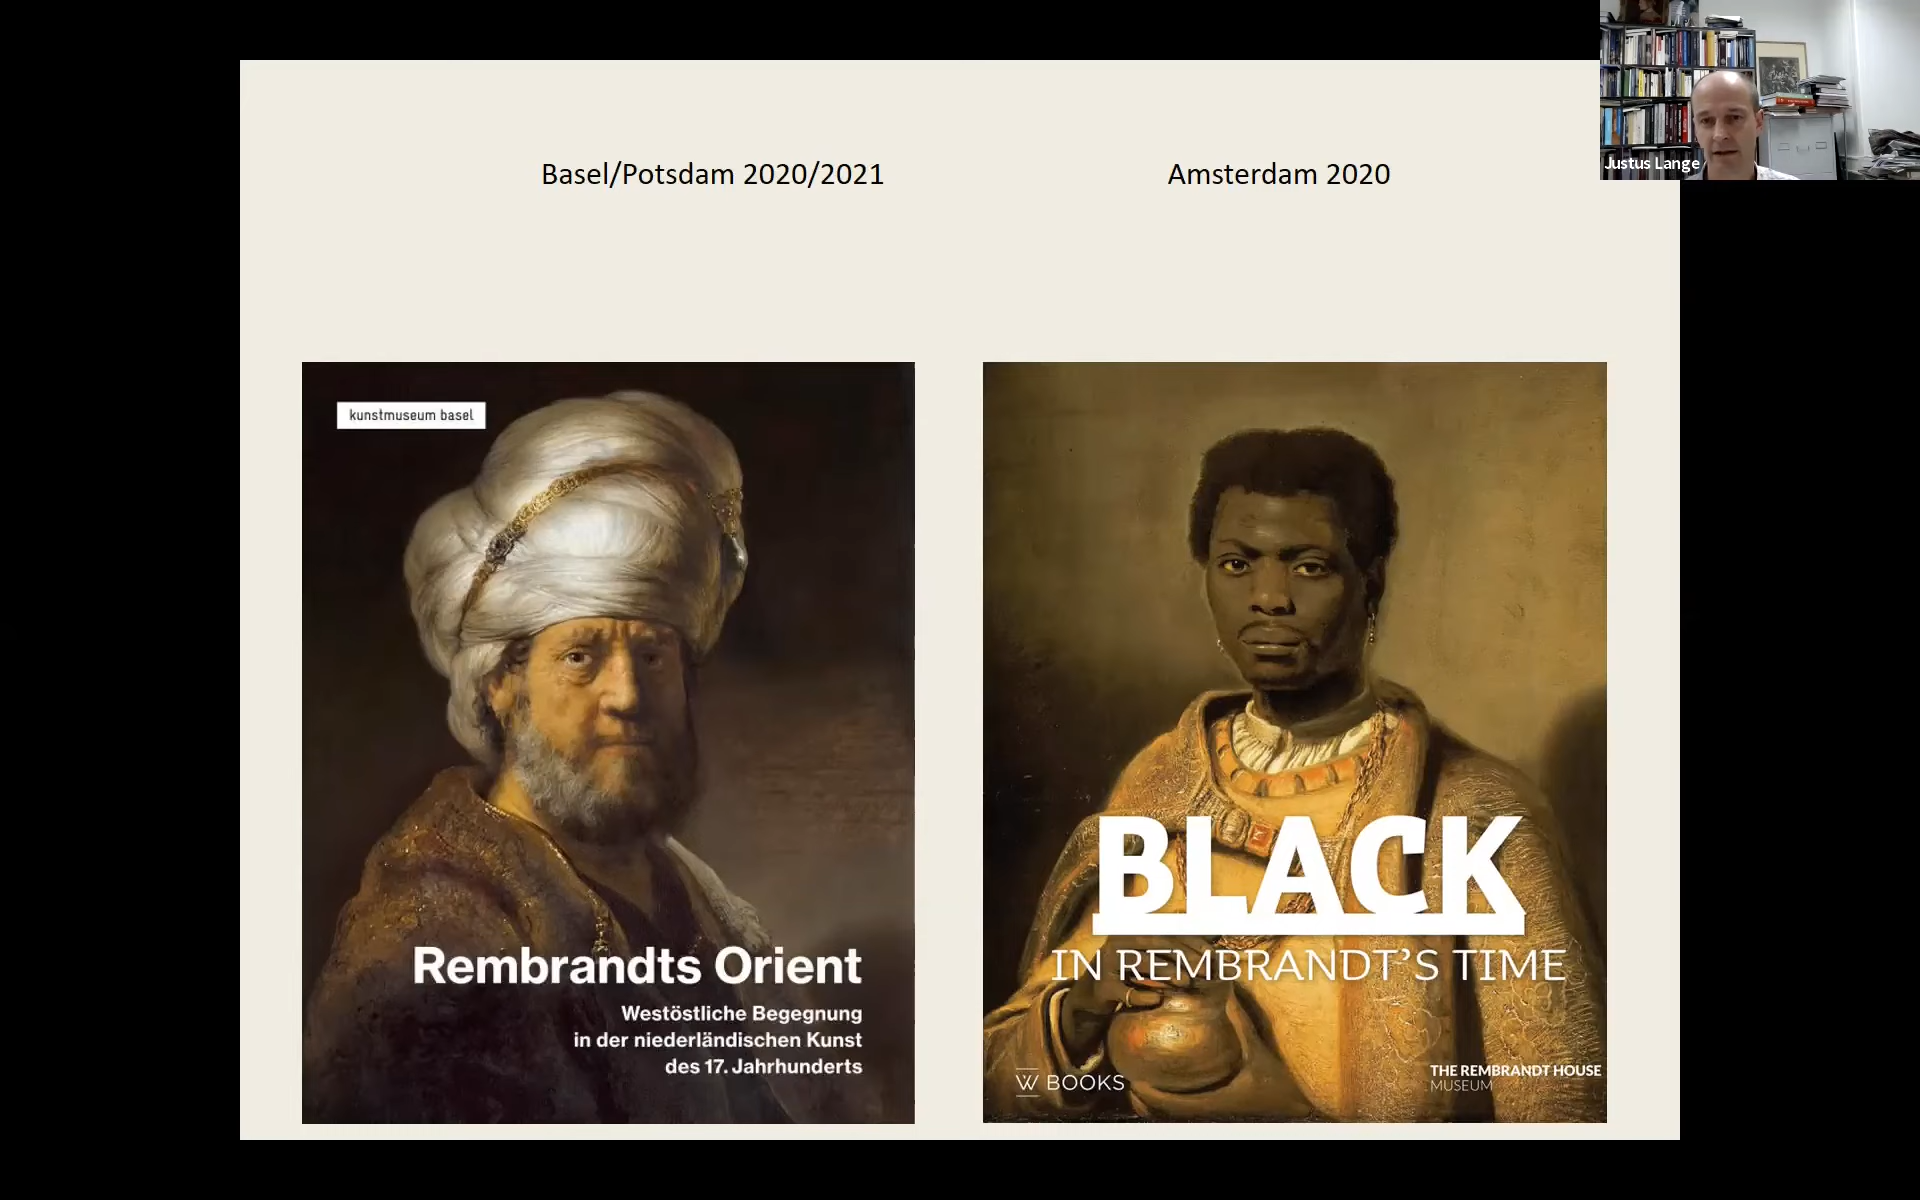 Justus Lange
Basel/Potsdam 2020/2021
Amsterdam 2020
kunstmuseum basel
Rembrandts Orient
Westöstliche Begegnung
in der niederländischen Kunst
des 17. Jahrhunderts
BLACK
IN REMBRANDT'S TIME
W BOOKS
THE REMBRANDT HOUSE
MUSEUM